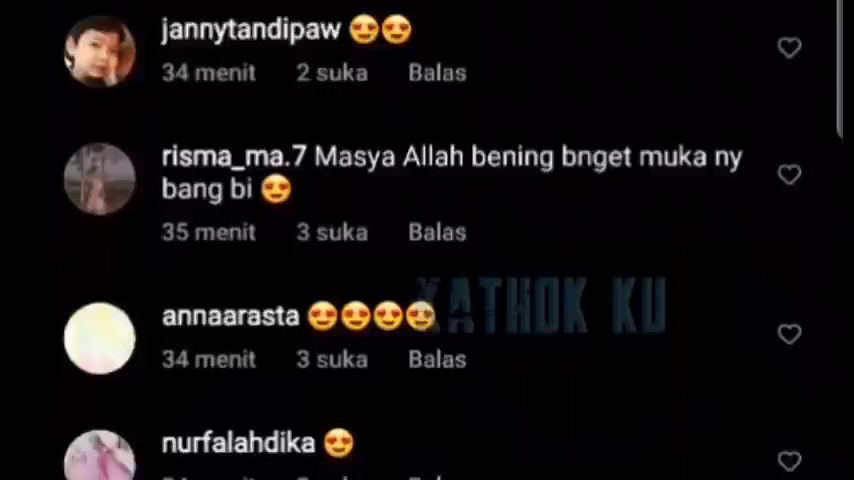 jannytandipaw 😍😍
34 menit 2 suka Balas
risma_ma.7 Masya Allah bening bnget muka ny
bang bi 😍
35 menit 3 suka Balas
annaarasta 😍😍😍😍
KATHOK KU
34 menit 3 suka Balas
nurfalahdika 😍